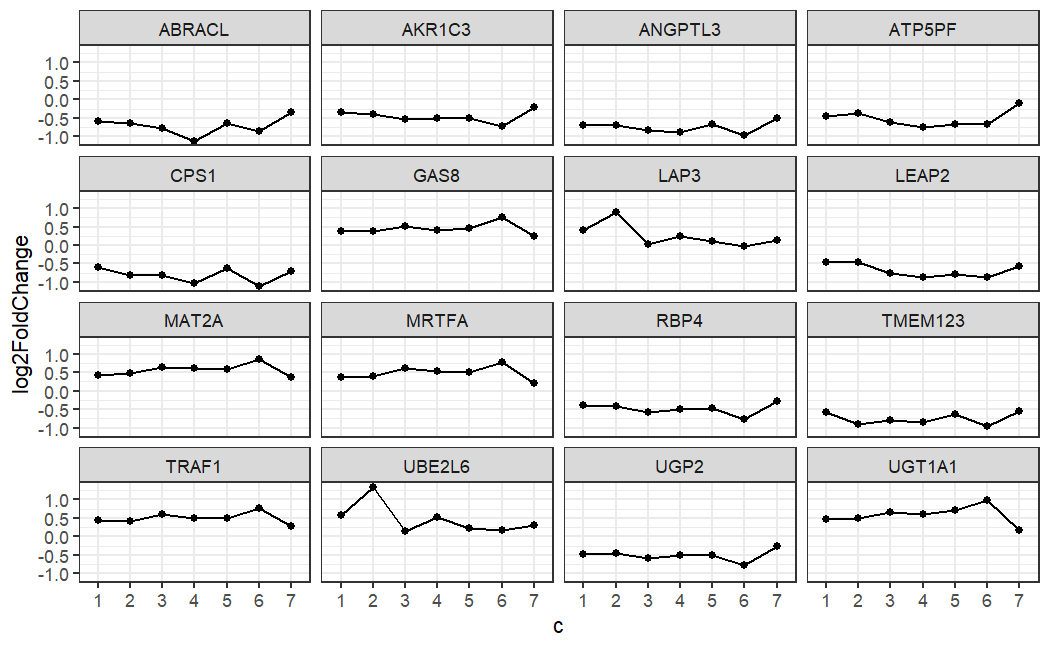 ABRACL AKR1C3 ANGPTL3 ATP5PF
1.0
0.5
0.0
-0.5
-1.0
CPS1 GAS8 LAP3 LEAP2
1.0
0.5
0.0
-0.5
-1.0
MAT2A MRTFA RBP4 TMEM123
1.0
0.5
0.0
-0.5
-1.0
TRAF1 UBE2L6 UGP2 UGT1A1
1.0
0.5
0.0
-0.5
-1.0
1 2 3 4 5 6 7 1 2 3 4 5 6 7 1 2 3 4 5 6 7 1 2 3 4 5 6 7
c
log2FoldChange